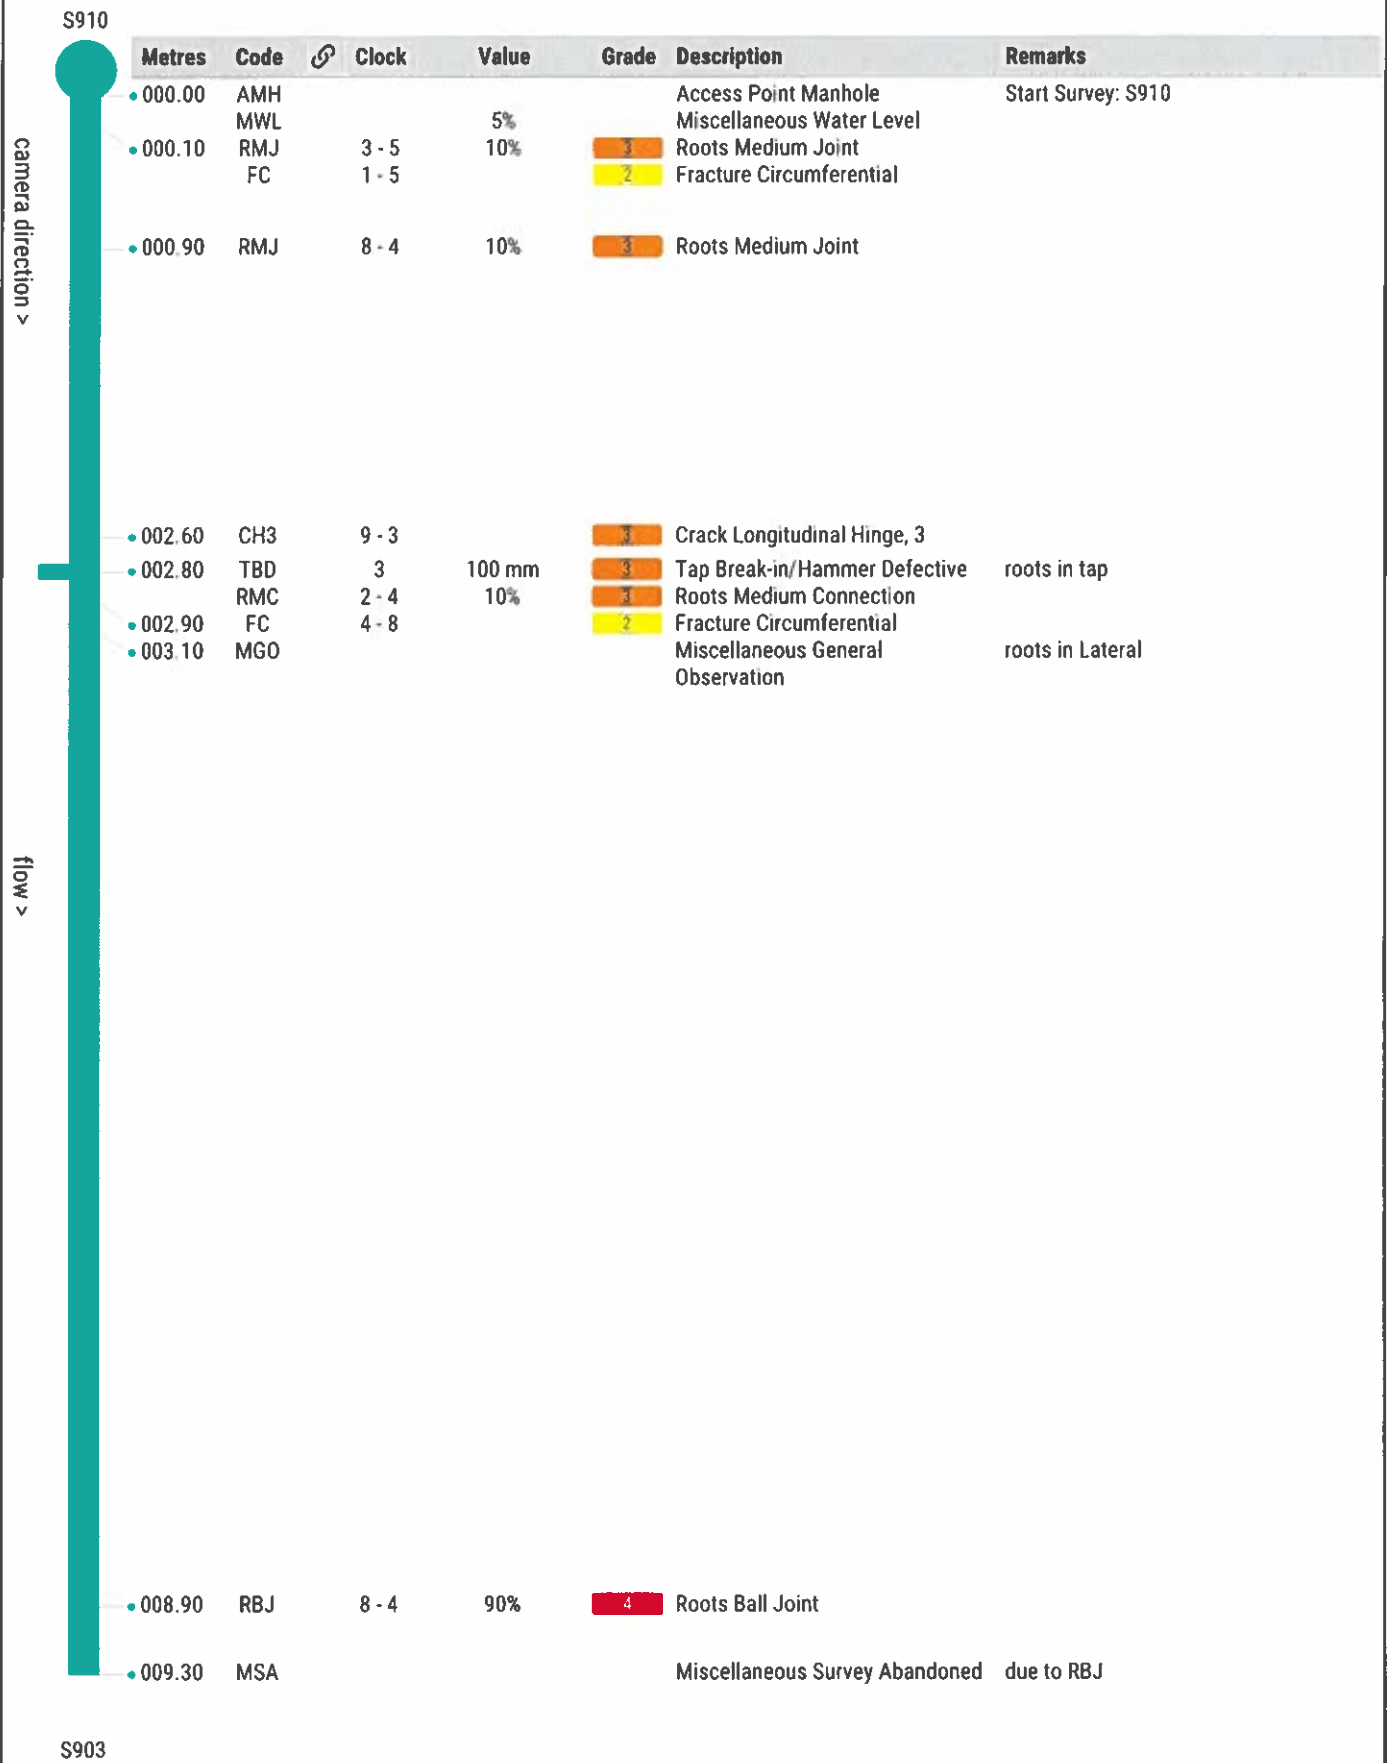 S910
Metres Code Clock Value Grade Description Remarks
000.00 AMH Access Point Manhole Start Survey: S910
MWL 5% Miscellaneous Water Level
000.10 RMJ 3 - 5 10% 3 Roots Medium Joint
FC 1 - 5 2 Fracture Circumferential
camera direction >
000.90 RMJ 8 - 4 10% 3 Roots Medium Joint
002.60 CH3 9 - 3 3 Crack Longitudinal Hinge, 3
002.80 TBD 3 100 mm 3 Tap Break-in/Hammer Defective roots in tap
RMC 2 - 4 10% 3 Roots Medium Connection
002.90 FC 4 - 8 2 Fracture Circumferential
003.10 MGO Miscellaneous General roots in Lateral
Observation
flow >
008.90 RBJ 8 - 4 90% 4 Roots Ball Joint
009.30 MSA Miscellaneous Survey Abandoned due to RBJ
S903